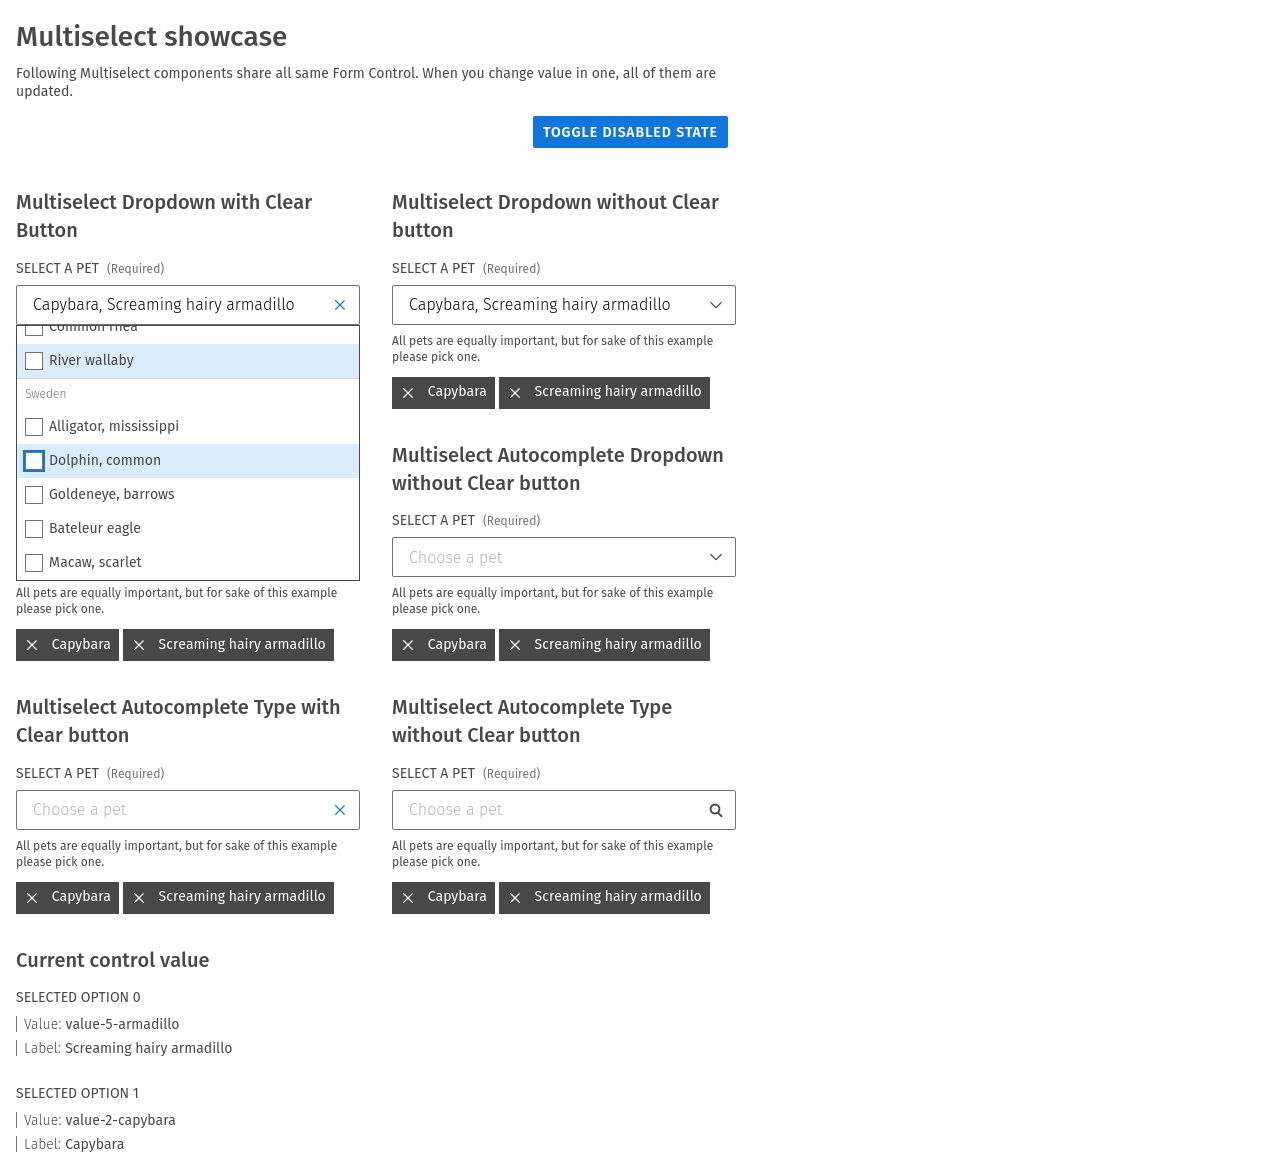 Multiselect showcase
Following Multiselect components share all same Form Control. When you change value in one, all of them are
updated.
TOGGLE DISABLED STATE
Multiselect Dropdown with Clear
Button
SELECT A PET (Required)
Capybara, Screaming hairy armadillo
Common rhea
River wallaby
Sweden
Alligator, mississippi
Dolphin, common
Goldeneye, barrows
Bateleur eagle
Macaw, scarlet
All pets are equally important, but for sake of this example
please pick one.
Capybara
Screaming hairy armadillo
Multiselect Dropdown without Clear
button
SELECT A PET (Required)
Capybara, Screaming hairy armadillo
All pets are equally important, but for sake of this example
please pick one.
Capybara
Screaming hairy armadillo
Multiselect Autocomplete Dropdown
without Clear button
SELECT A PET (Required)
Choose a pet
All pets are equally important, but for sake of this example
please pick one.
Capybara
Screaming hairy armadillo
Multiselect Autocomplete Type with
Clear button
SELECT A PET (Required)
Choose a pet
All pets are equally important, but for sake of this example
please pick one.
Capybara
Screaming hairy armadillo
Multiselect Autocomplete Type
without Clear button
SELECT A PET (Required)
Choose a pet
All pets are equally important, but for sake of this example
please pick one.
Capybara
Screaming hairy armadillo
Current control value
SELECTED OPTION 0
Value: value-5-armadillo
Label: Screaming hairy armadillo
SELECTED OPTION 1
Value: value-2-capybara
Label: Capybara